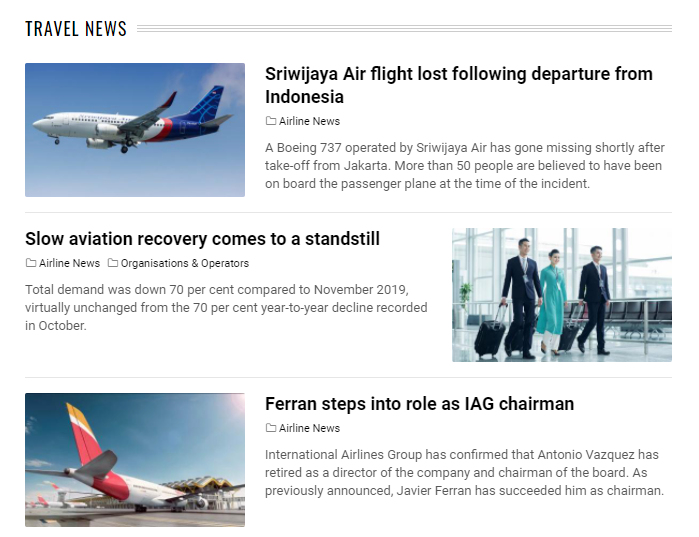 TRAVEL NEWS
Sriwijaya Air flight lost following departure from
Indonesia
Airline News
A Boeing 737 operated by Sriwijaya Air has gone missing shortly after
take-off from Jakarta. More than 50 people are believed to have been
on board the passenger plane at the time of the incident.
Slow aviation recovery comes to a standstill
Airline News Organisations & Operators
Total demand was down 70 per cent compared to November 2019,
virtually unchanged from the 70 per cent year-to-year decline recorded
in October.
Ferran steps into role as IAG chairman
Airline News
International Airlines Group has confirmed that Antonio Vazquez has
retired as a director of the company and chairman of the board. As
previously announced, Javier Ferran has succeeded him as chairman.